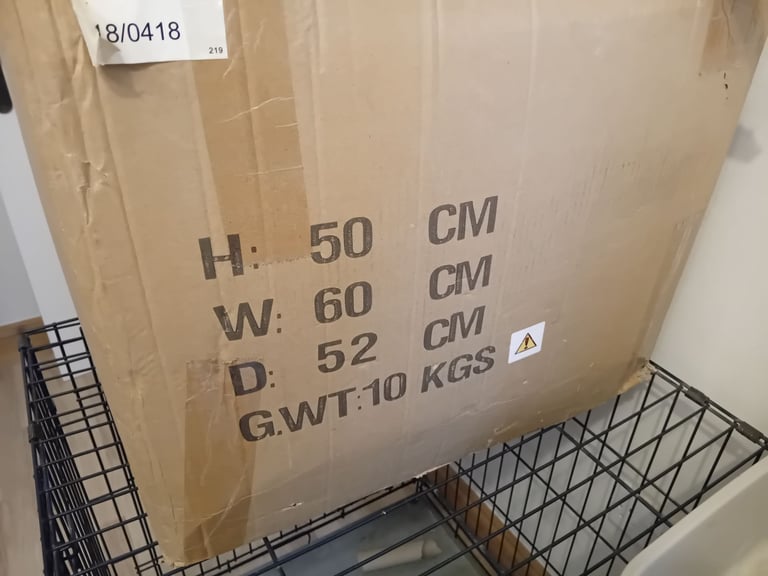 18/0418
219
H: 50 CM
W: 60 CM
D: 52 CM
G.WT:10 KGS